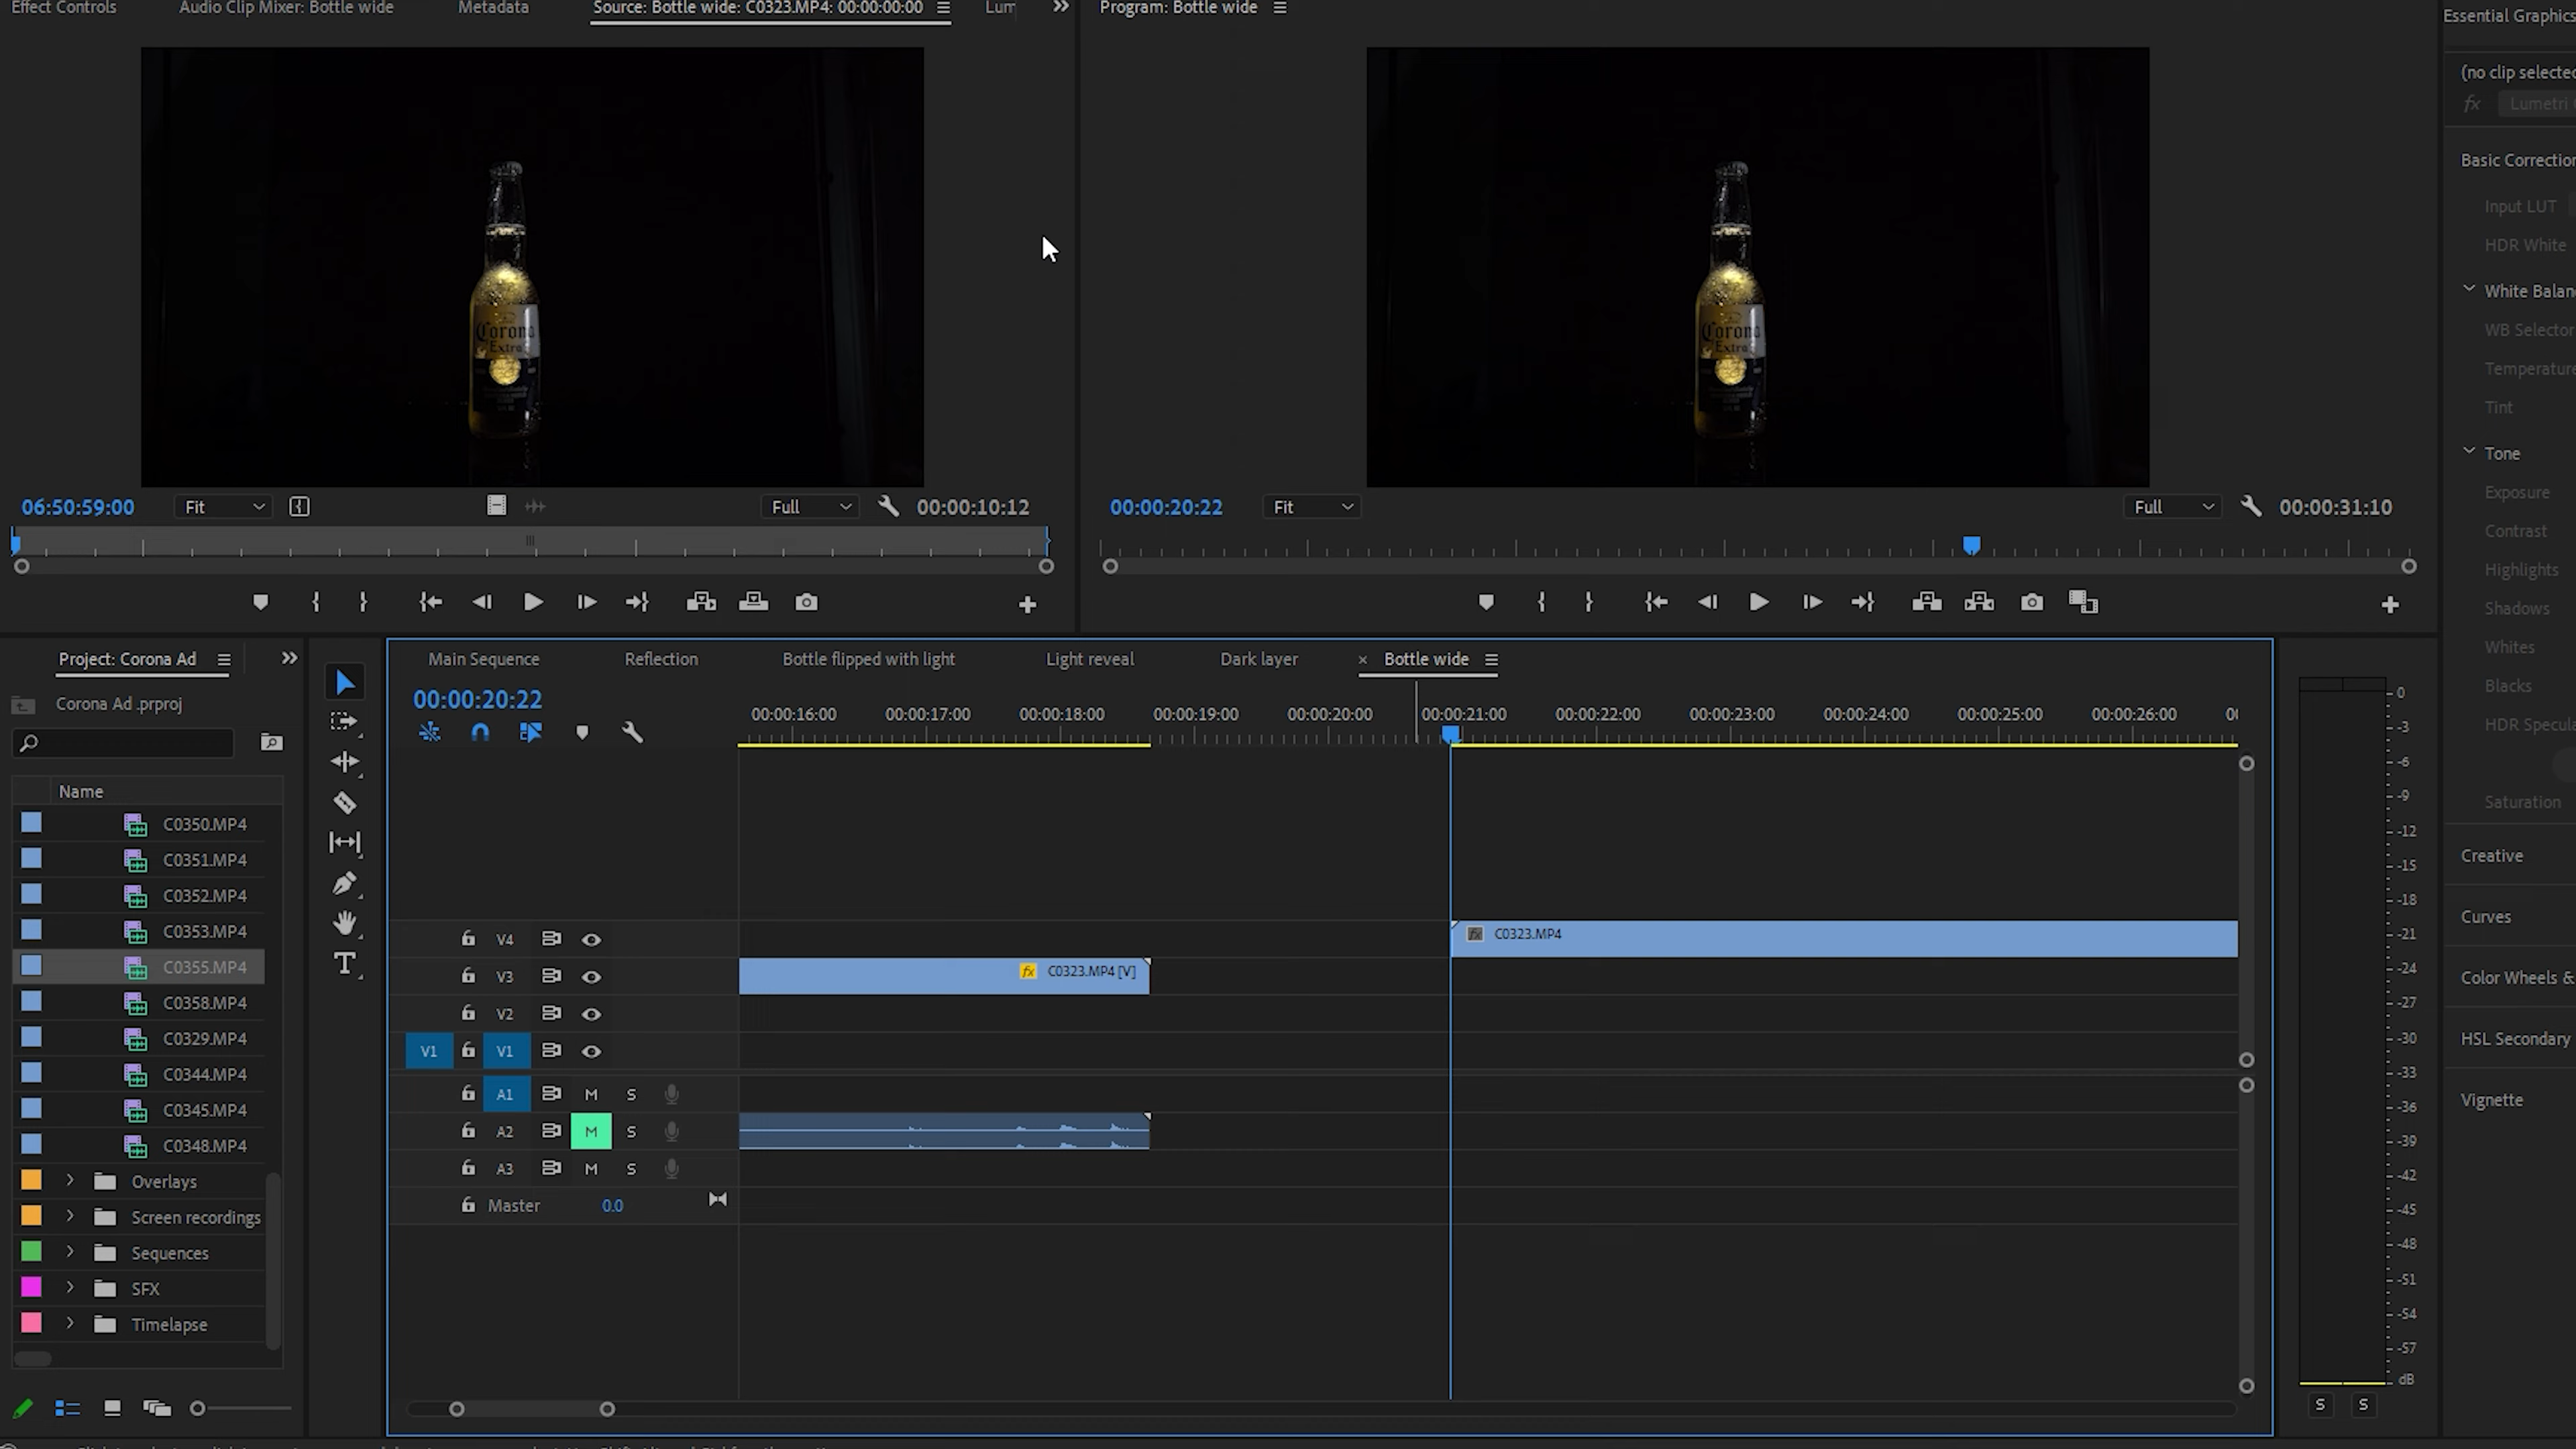 Effect Controls
Audio Clip Mixer: Bottle wide
Metadata
Source: Bottle wide: C0323.MP4: 00:00:00:00
Lum
Program: Bottle wide
Essential Graphics
(no clip selected
fx
Lumetri
Basic Correction
Input LUT
HDR White
White Balan
WB Selector
Temperature
Tint
Tone
Exposure
Contrast
Highlights
Shadows
Whites
Blacks
HDR Specula
Saturation
Creative
Curves
Color Wheels &
HSL Secondary
Vignette
Corona
Extra
Corona
Extra
06:50:59:00
Fit
Full
00:00:10:12
00:00:20:22
Fit
Full
00:00:31:10
Project: Corona Ad
Corona Ad .prproj
Name
C0350.MP4
C0351.MP4
C0352.MP4
C0353.MP4
C0355.MP4
C0358.MP4
C0329.MP4
C0344.MP4
C0345.MP4
C0348.MP4
Overlays
Screen recordings
Sequences
SFX
Timelapse
Main Sequence
Reflection
Bottle flipped with light
Light reveal
Dark layer
× Bottle wide
00:00:20:22
00:00:16:00
00:00:17:00
00:00:18:00
00:00:19:00
00:00:20:00
00:00:21:00
00:00:22:00
00:00:23:00
00:00:24:00
00:00:25:00
00:00:26:00
V4
fx C0323.MP4
V3
fx C0323.MP4 [V]
V2
V1 V1
A1 M S
A2 M S
A3 M S
Master 0.0
0
-3
-6
-9
-12
-15
-18
-21
-24
-27
-30
-33
-36
-39
-42
-45
-48
-51
-54
-57
dB
S S